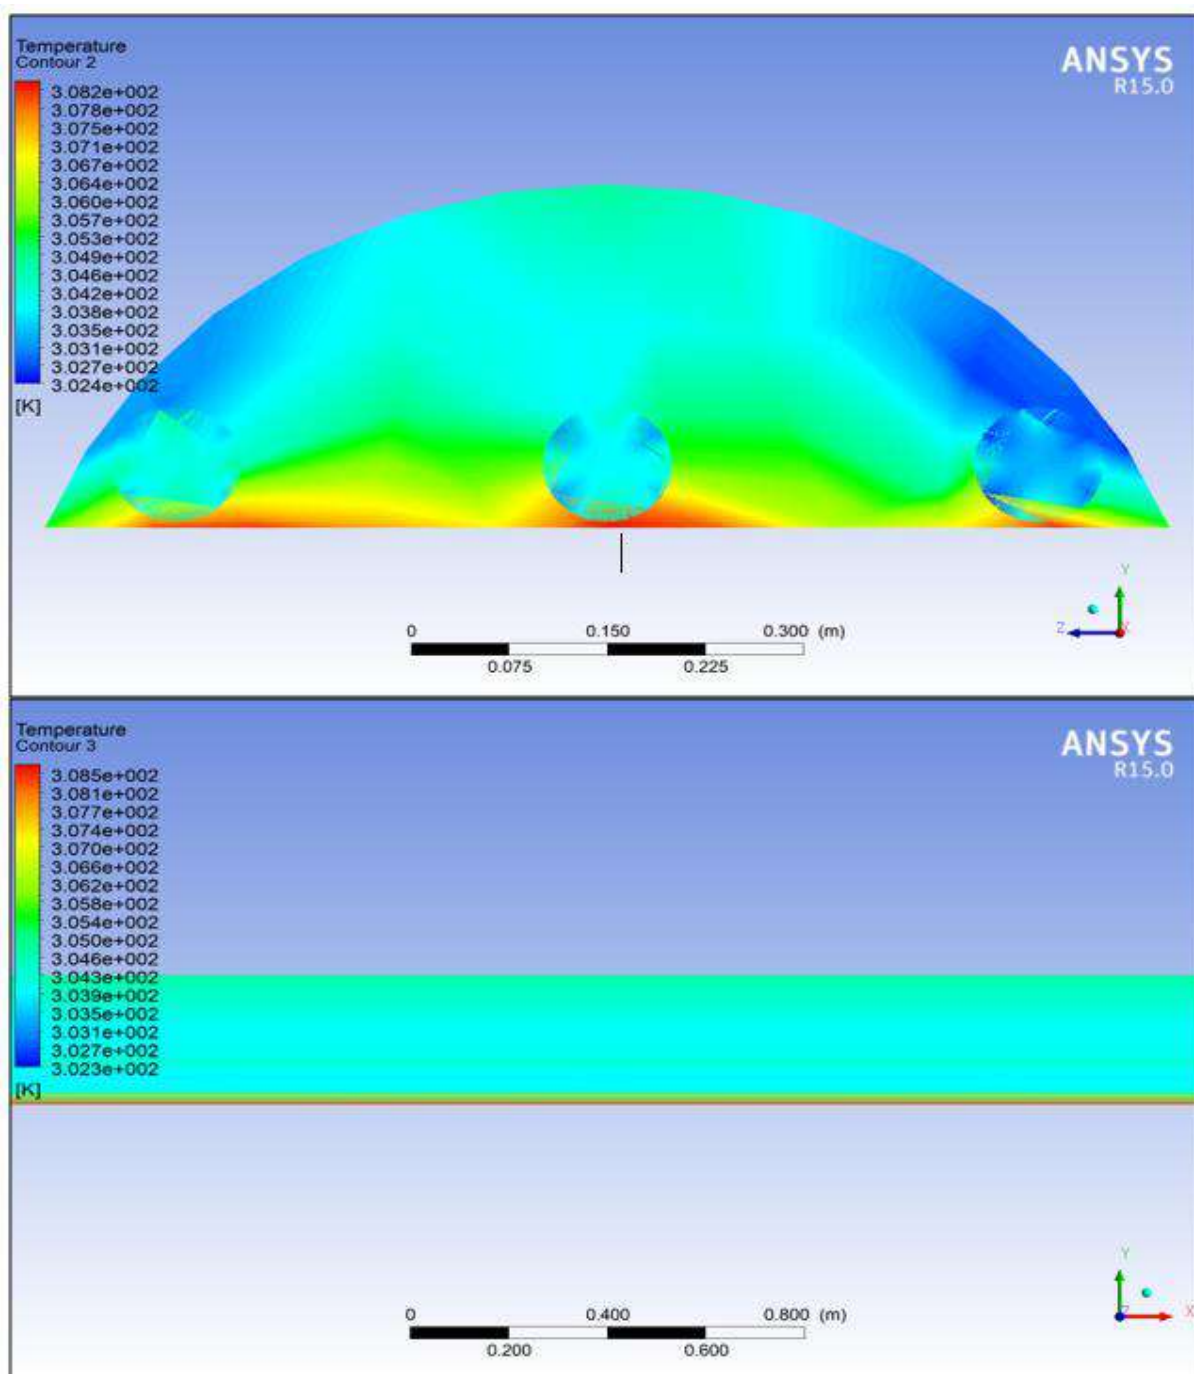 Temperature
Contour 2
3.082e+002
3.078e+002
3.075e+002
3.071e+002
3.067e+002
3.064e+002
3.060e+002
3.057e+002
3.053e+002
3.049e+002
3.046e+002
3.042e+002
3.038e+002
3.035e+002
3.031e+002
3.027e+002
3.024e+002
[K]
ANSYS
R15.0
Y
Z
X
0 0.150 0.300 (m)
0.075 0.225
Temperature
Contour 3
3.085e+002
3.081e+002
3.077e+002
3.074e+002
3.070e+002
3.066e+002
3.062e+002
3.058e+002
3.054e+002
3.050e+002
3.046e+002
3.043e+002
3.039e+002
3.035e+002
3.031e+002
3.027e+002
3.023e+002
[K]
ANSYS
R15.0
Y
Z
X
0 0.400 0.800 (m)
0.200 0.600